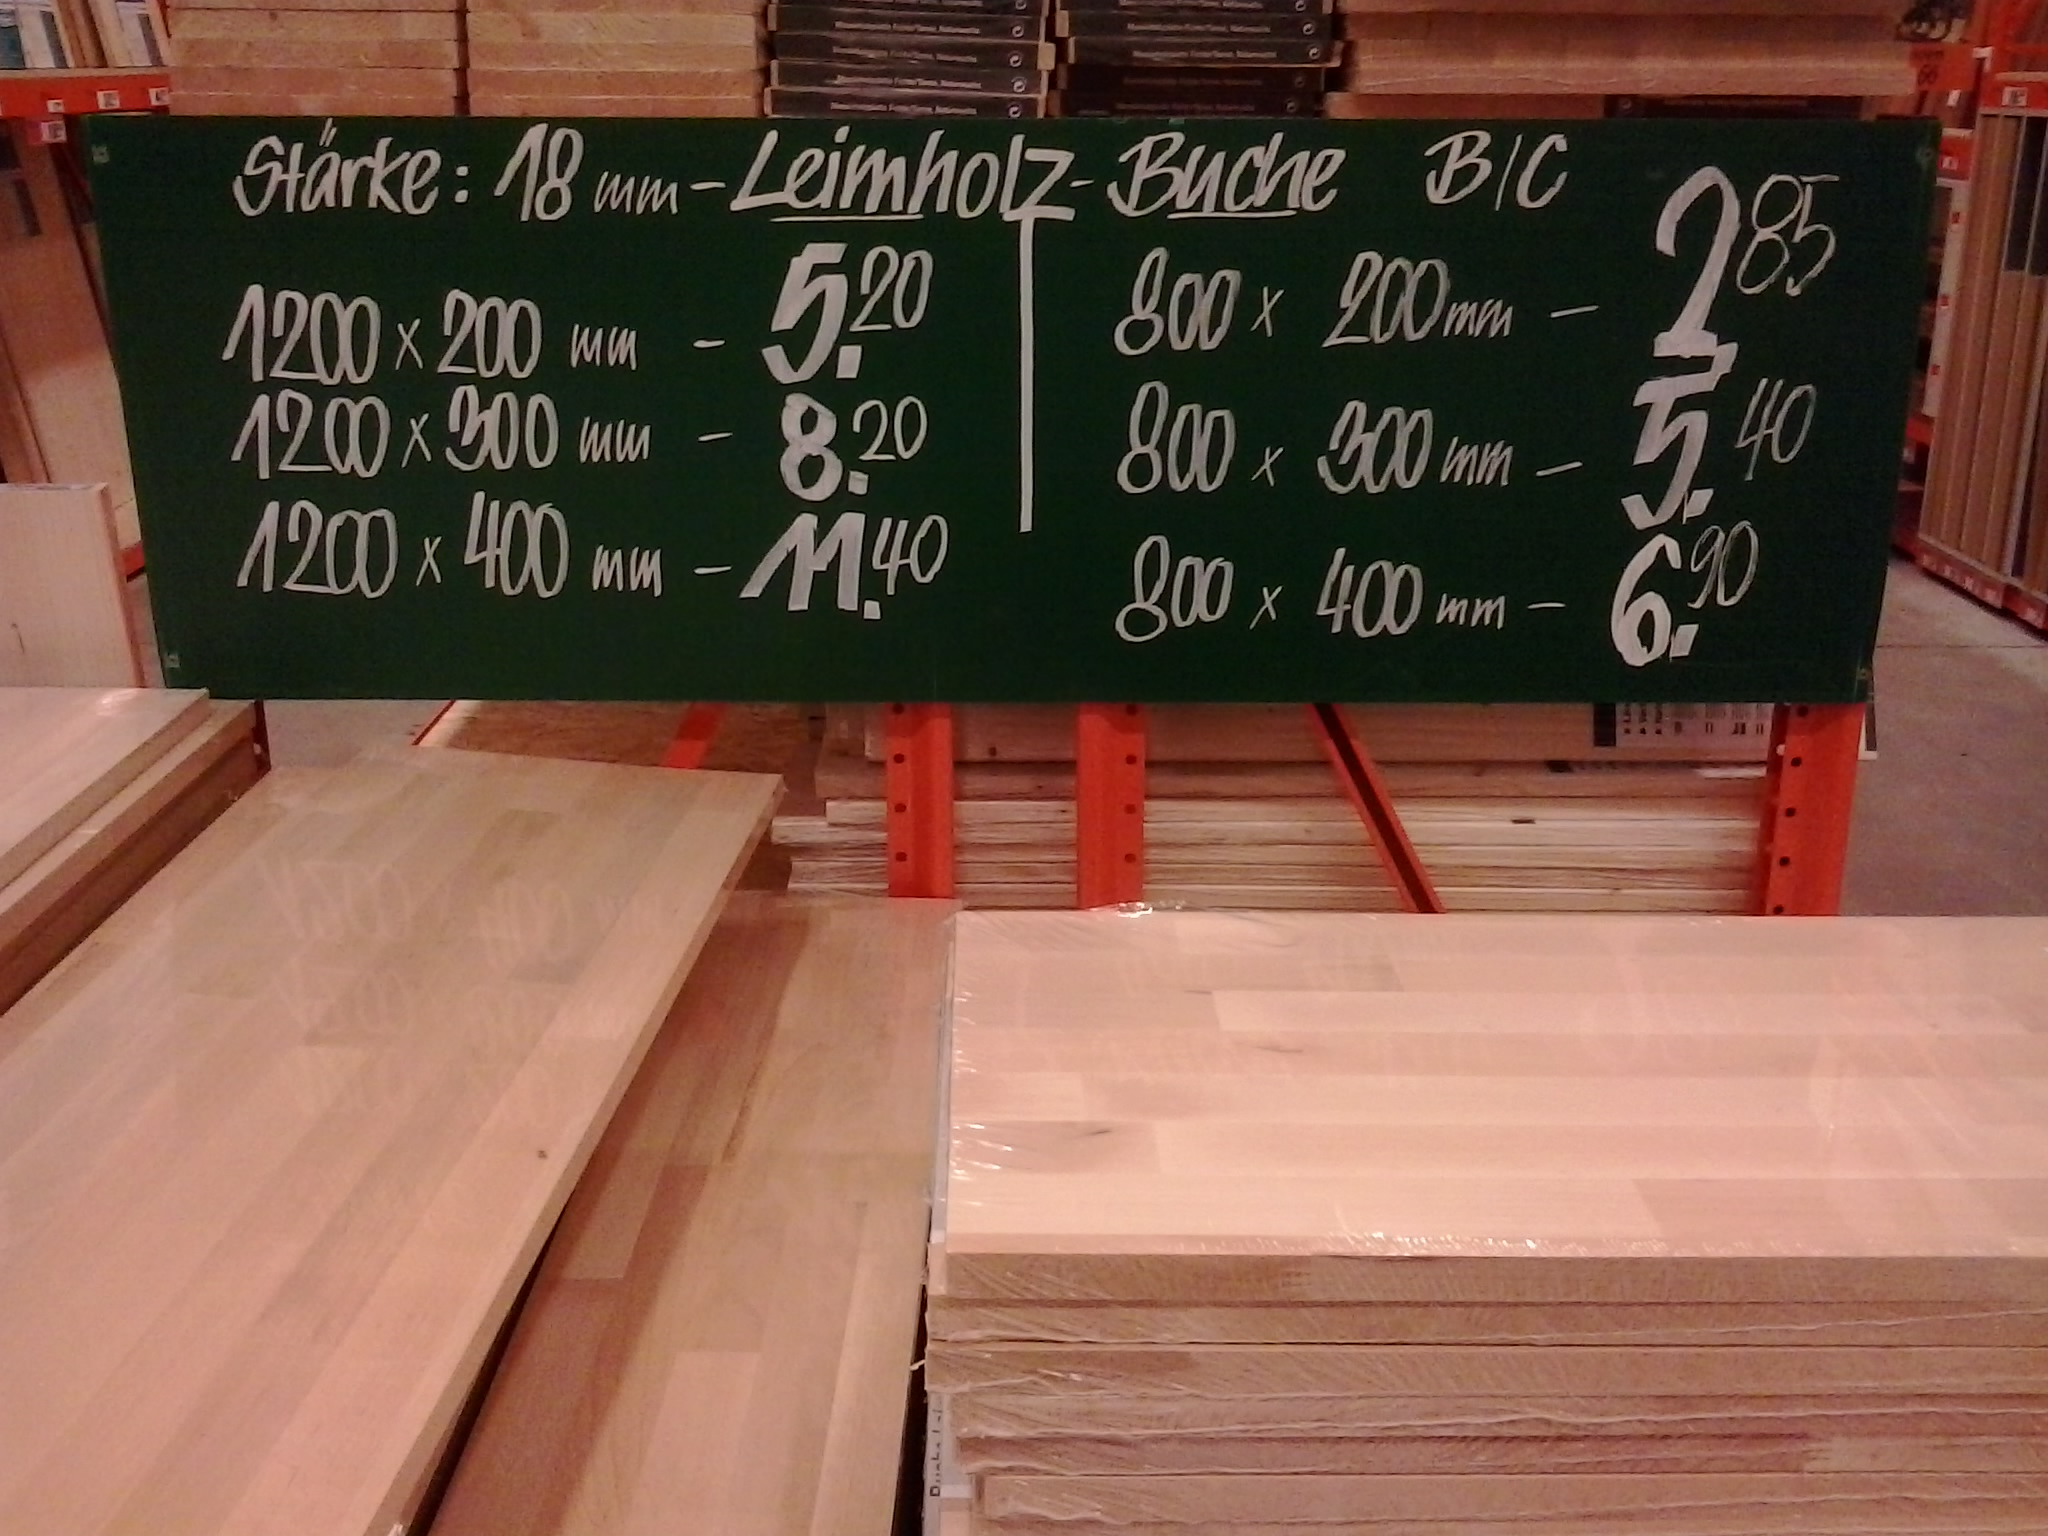 Stärke: 18 mm - Leimholz - Buche B/C
1200 x 200 mm - 5.20
1200 x 300 mm - 8.20
1200 x 400 mm - 11.40
800 x 200 mm - 2 85
800 x 300 mm - 5. 40
800 x 400 mm - 6.90